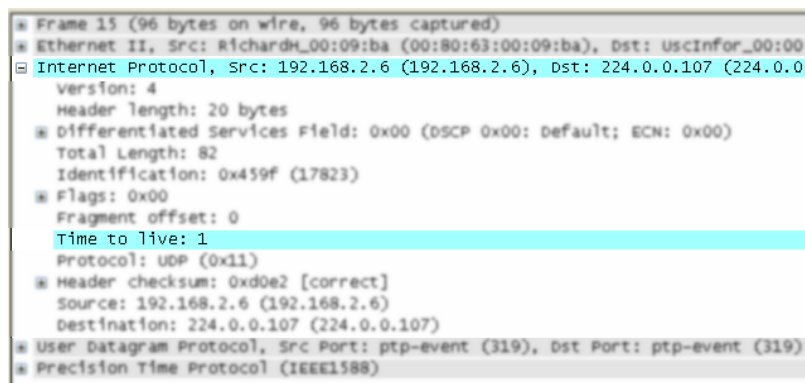 Frame 15 (96 bytes on wire, 96 bytes captured)
Ethernet II, Src: RichardH_00:09:ba (00:80:63:00:09:ba), Dst: UscInfor_00:00
Internet Protocol, Src: 192.168.2.6 (192.168.2.6), Dst: 224.0.0.107 (224.0.0
Version: 4
Header length: 20 bytes
Differentiated Services Field: 0x00 (DSCP 0x00: Default; ECN: 0x00)
Total Length: 82
Identification: 0x459f (17823)
Flags: 0x00
Fragment offset: 0
Time to live: 1
Protocol: UDP (0x11)
Header checksum: 0xd0e2 [correct]
Source: 192.168.2.6 (192.168.2.6)
Destination: 224.0.0.107 (224.0.0.107)
User Datagram Protocol, Src Port: ptp-event (319), Dst Port: ptp-event (319)
Precision Time Protocol (IEEE1588)